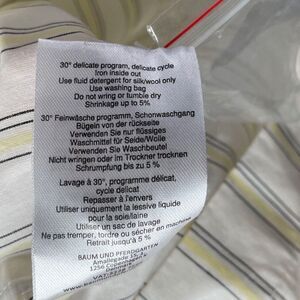 30° delicate program, delicate cycle
Iron inside out
Use fluid detergent for silk/wool only
Use washing bag
Do not wring or tumble dry
Shrinkage up to 5%
30° Feinwäsche programm, Schonwaschgang
Bügeln von der rückseite
Verwenden Sie nur flüssiges
Waschmittel für Seide/Wolle
Verwenden Sie Waschbeutel
Nicht wringen oder im Trockner trocknen
Schrumpfung bis zu 5%
Lavage à 30°, programme délicat,
cycle delicat
Repasser à l'envers
Utiliser uniquement la lessive liquide
pour la soie/laine
Utiliser un sac de lavage
Ne pas tremper, tordre ou sécher en machine
Retrait jusqu'à 5 %
BAUM UND PFERDGARTEN
1256 Copenhagen